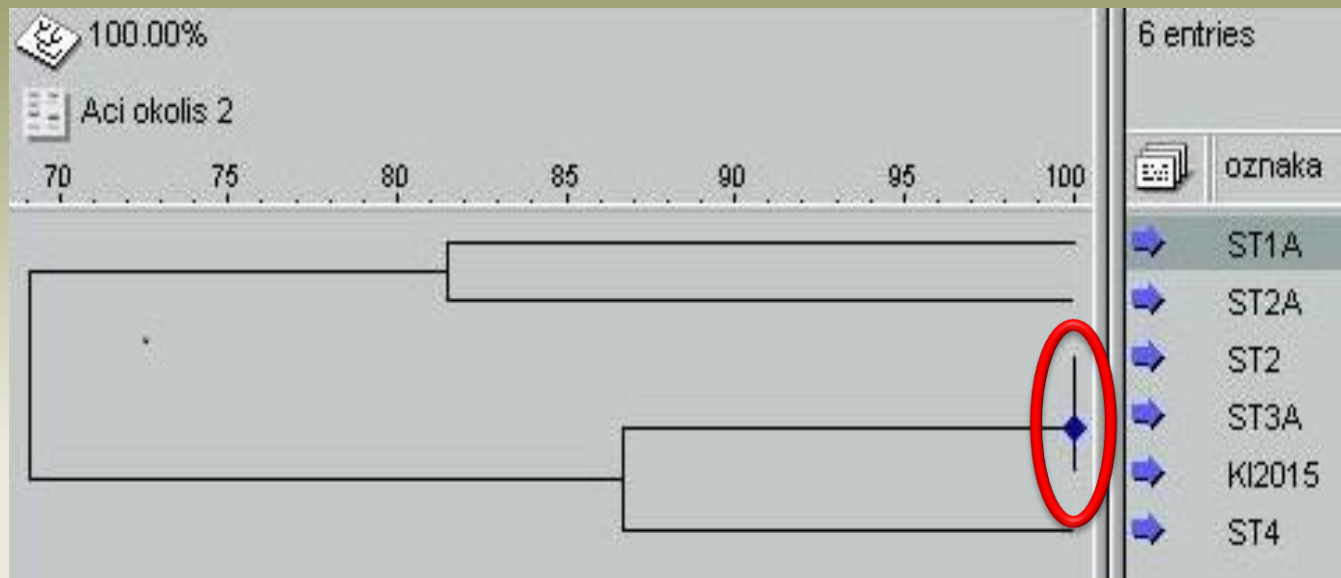 100.00%
6 entries
Aci okolis 2
70 75 80 85 90 95 100
oznaka
ST1A
ST2A
ST2
ST3A
KI2015
ST4